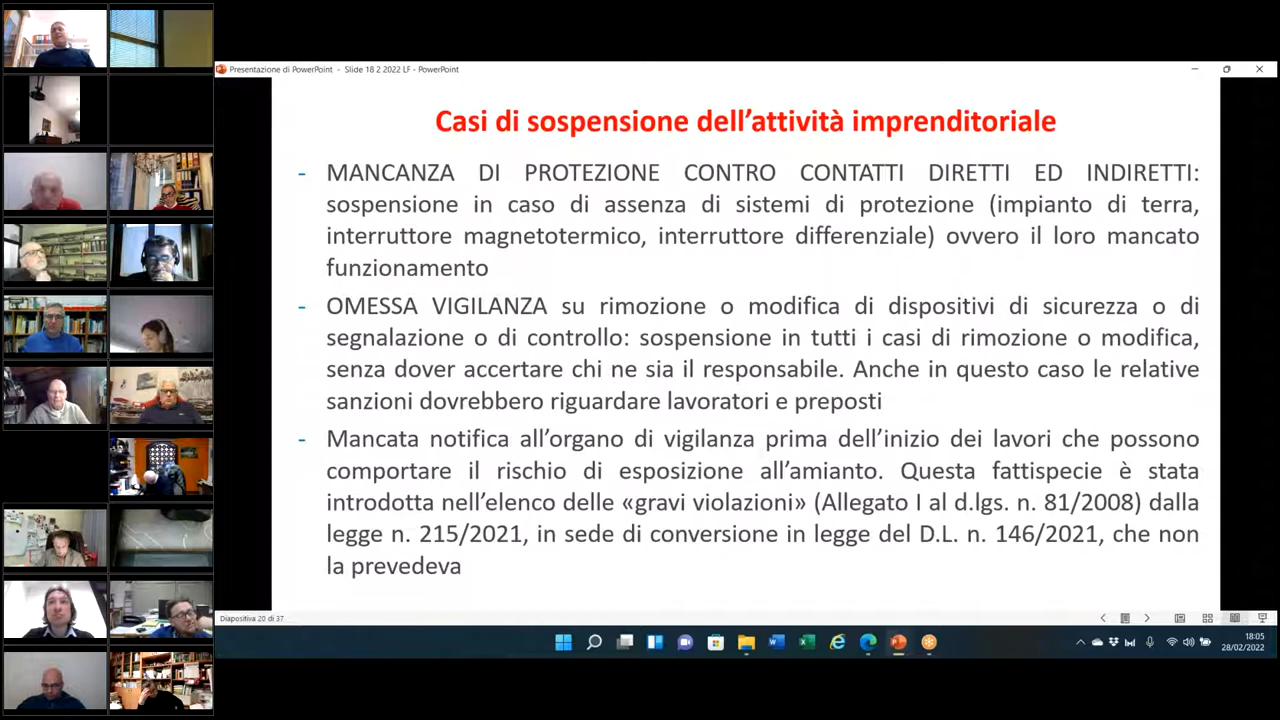 Presentazione di PowerPoint - Slide 18 2 2022 LF - PowerPoint
Casi di sospensione dell'attività imprenditoriale
- MANCANZA DI PROTEZIONE CONTRO CONTATTI DIRETTI ED INDIRETTI:
sospensione in caso di assenza di sistemi di protezione (impianto di terra,
interruttore magnetotermico, interruttore differenziale) ovvero il loro mancato
funzionamento
- OMESSA VIGILANZA su rimozione o modifica di dispositivi di sicurezza o di
segnalazione o di controllo: sospensione in tutti i casi di rimozione o modifica,
senza dover accertare chi ne sia il responsabile. Anche in questo caso le relative
sanzioni dovrebbero riguardare lavoratori e preposti
- Mancata notifica all'organo di vigilanza prima dell'inizio dei lavori che possono
comportare il rischio di esposizione all'amianto. Questa fattispecie è stata
introdotta nell'elenco delle «gravi violazioni» (Allegato I al d.lgs. n. 81/2008) dalla
legge n. 215/2021, in sede di conversione in legge del D.L. n. 146/2021, che non
la prevedeva
Diapositiva 20 di 37
18:05
28/02/2022